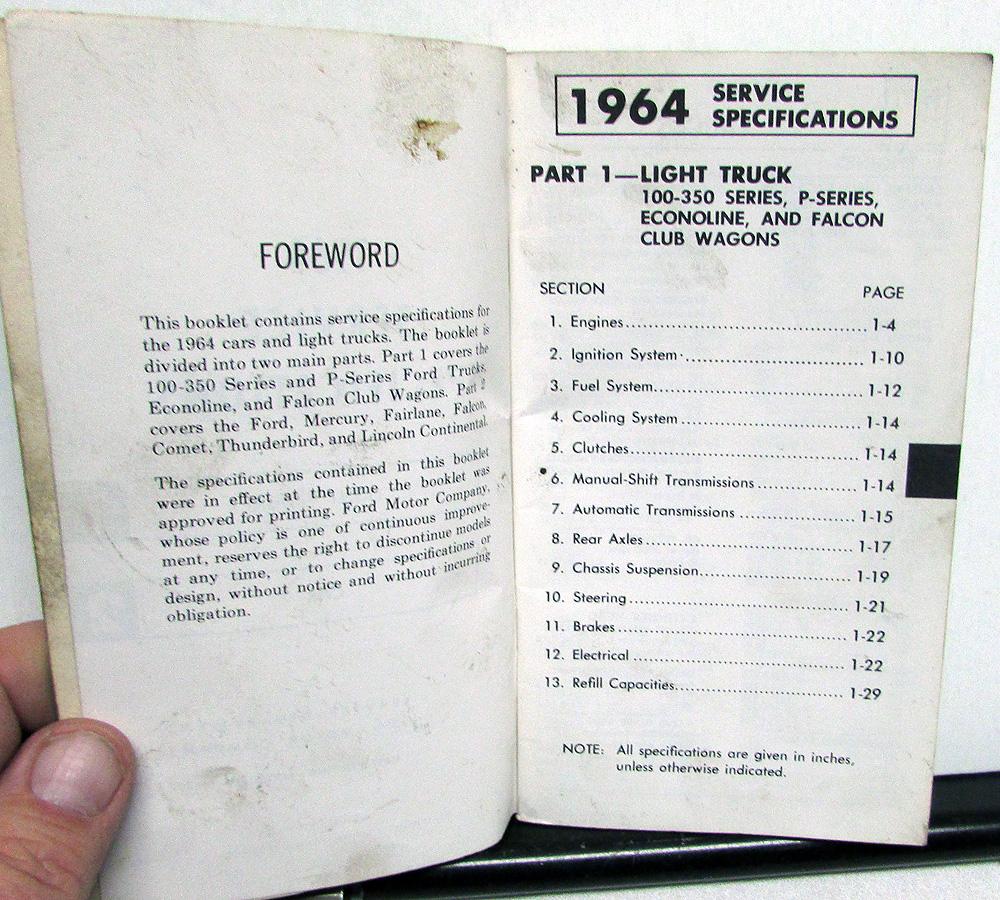 FOREWORD
This booklet contains service specifications for
the 1964 cars and light trucks. The booklet is
divided into two main parts. Part 1 covers the
100-350 Series and P-Series Ford Trucks,
Econoline, and Falcon Club Wagons. Part 2
covers the Ford, Mercury, Fairlane, Falcon,
Comet, Thunderbird, and Lincoln Continental.
The specifications contained in this booklet
were in effect at the time the booklet was
approved for printing. Ford Motor Company,
whose policy is one of continuous improve-
ment, reserves the right to discontinue models
at any time, or to change specifications or
design, without notice and without incurring
obligation.
1964 SERVICE
SPECIFICATIONS
PART 1—LIGHT TRUCK
100-350 SERIES, P-SERIES,
ECONOLINE, AND FALCON
CLUB WAGONS
SECTION PAGE
1. Engines 1-4
2. Ignition System 1-10
3. Fuel System 1-12
4. Cooling System 1-14
5. Clutches 1-14
6. Manual-Shift Transmissions 1-14
7. Automatic Transmissions 1-15
8. Rear Axles 1-17
9. Chassis Suspension 1-19
10. Steering 1-21
11. Brakes 1-22
12. Electrical 1-22
13. Refill Capacities 1-29
NOTE: All specifications are given in inches,
unless otherwise indicated.